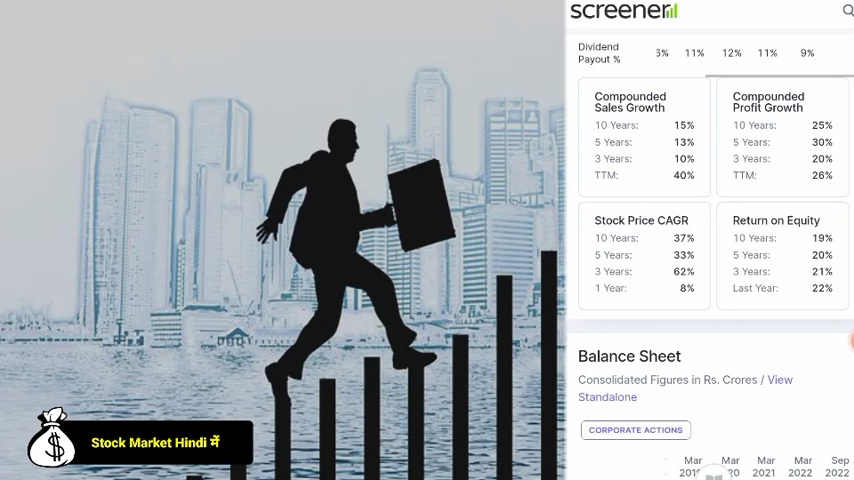 screener
Dividend
Payout %
11% 12% 11% 9%
Compounded
Sales Growth
10 Years: 15%
5 Years: 13%
3 Years: 10%
TTM: 40%
Compounded
Profit Growth
10 Years: 25%
5 Years: 30%
3 Years: 20%
TTM: 26%
Stock Price CAGR
10 Years: 37%
5 Years: 33%
3 Years: 62%
1 Year: 8%
Return on Equity
10 Years: 19%
5 Years: 20%
3 Years: 21%
Last Year: 22%
Balance Sheet
Consolidated Figures in Rs. Crores / View
Standalone
CORPORATE ACTIONS
Mar Mar Mar Sep
2021 2022 2022
Stock Market Hindi में